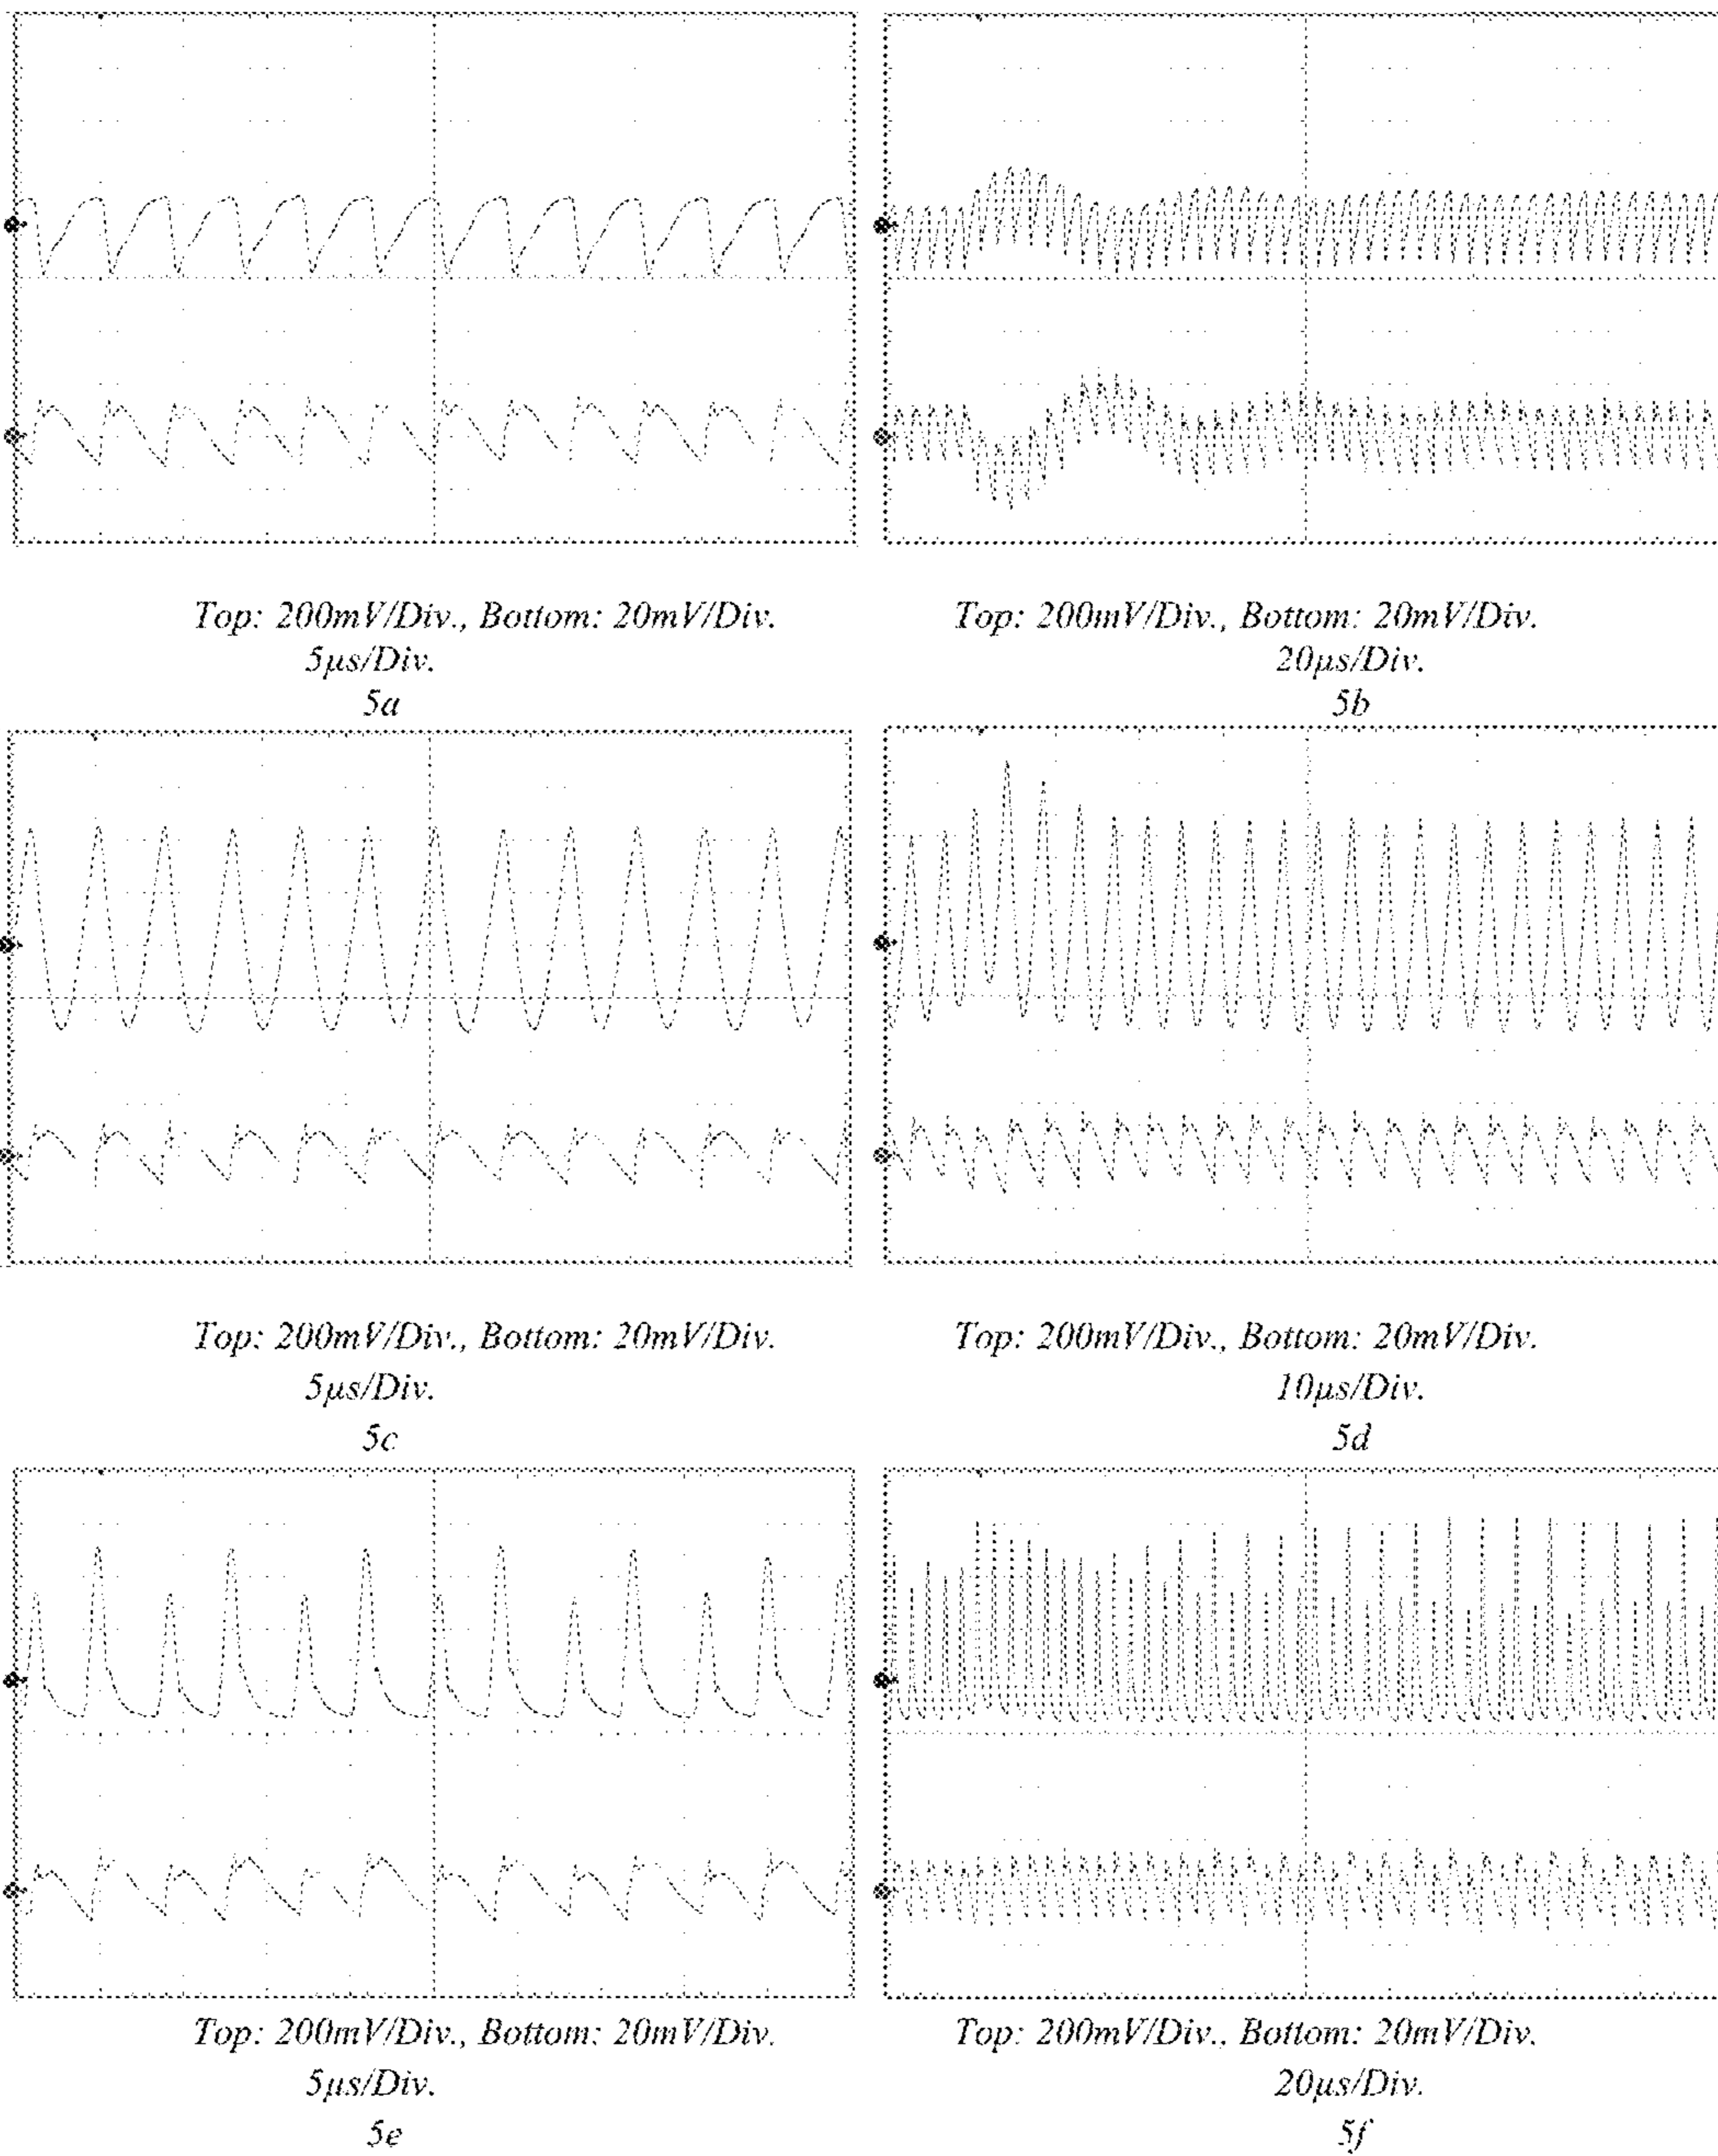 Top: 200mV/Div., Bottom: 20mV/Div.
5µs/Div.
5a
Top: 200mV/Div., Bottom: 20mV/Div.
20µs/Div.
5b
Top: 200mV/Div., Bottom: 20mV/Div.
5µs/Div.
5c
Top: 200mV/Div., Bottom: 20mV/Div.
10µs/Div.
5d
Top: 200mV/Div., Bottom: 20mV/Div.
5µs/Div.
5e
Top: 200mV/Div., Bottom: 20mV/Div.
20µs/Div.
5f